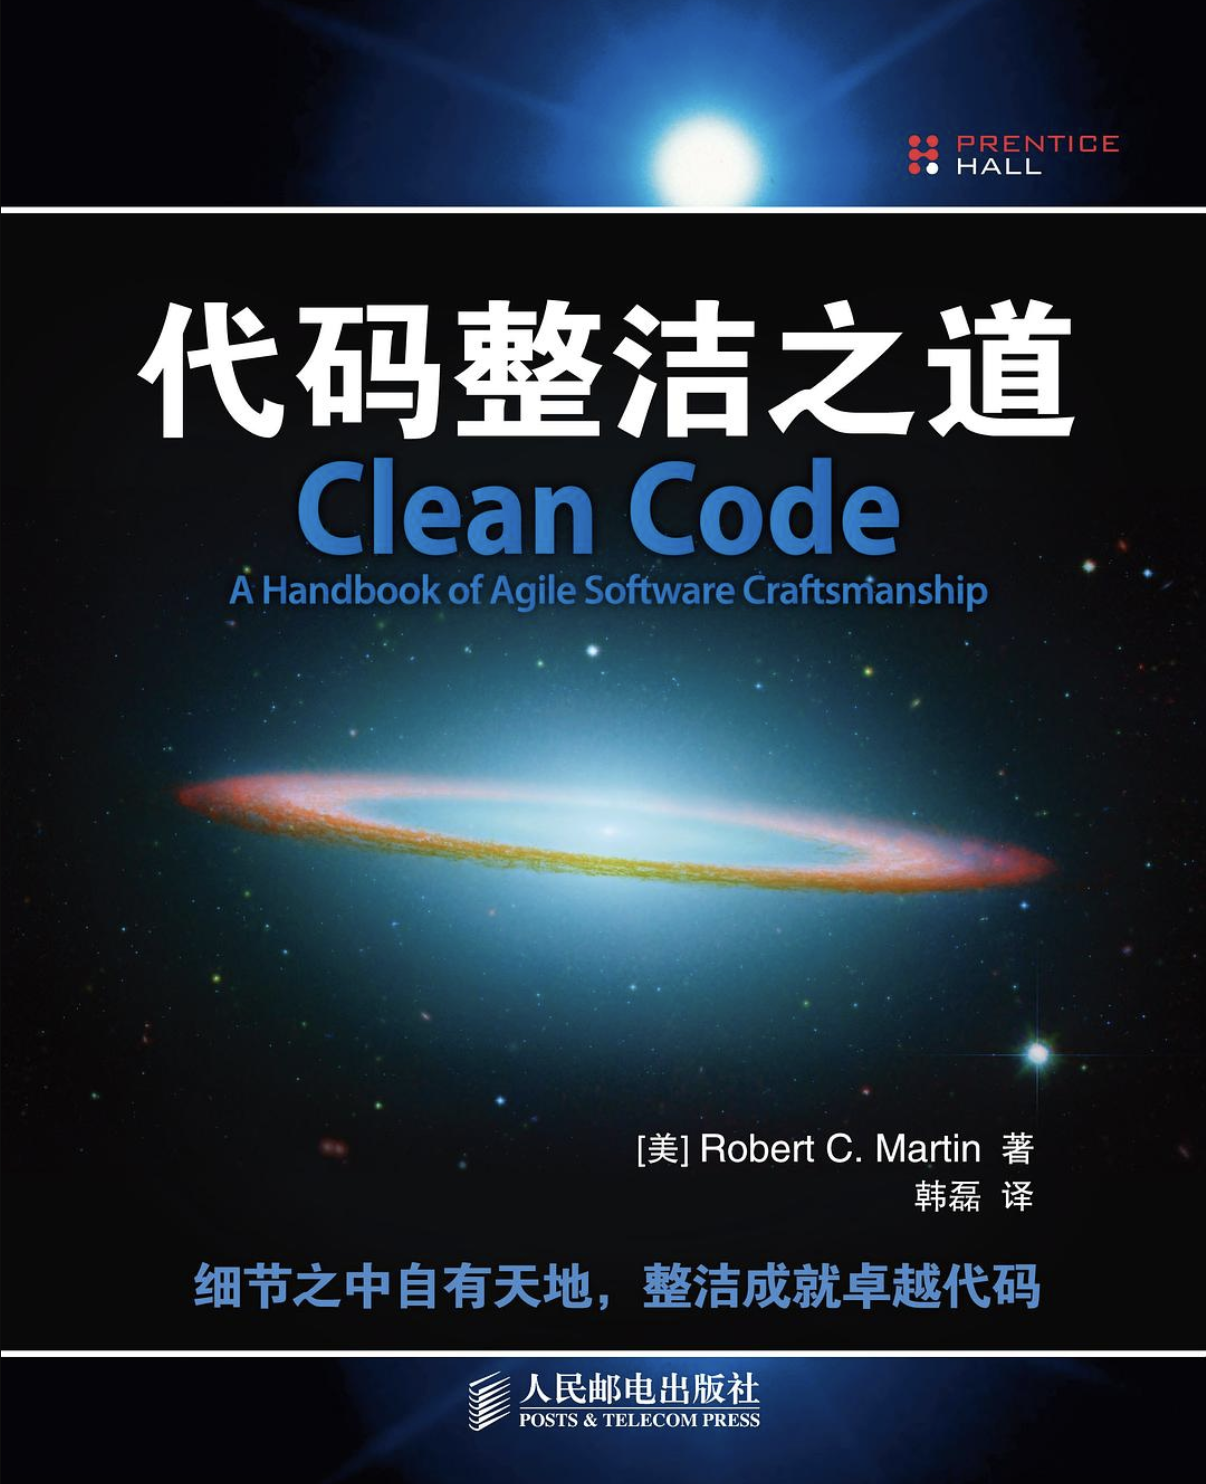 PRENTICE
HALL
代码整洁之道
Clean Code
A Handbook of Agile Software Craftsmanship
[美] Robert C. Martin 著
韩磊 译
细节之中自有天地，整洁成就卓越代码
人民邮电出版社
POSTS & TELECOM PRESS